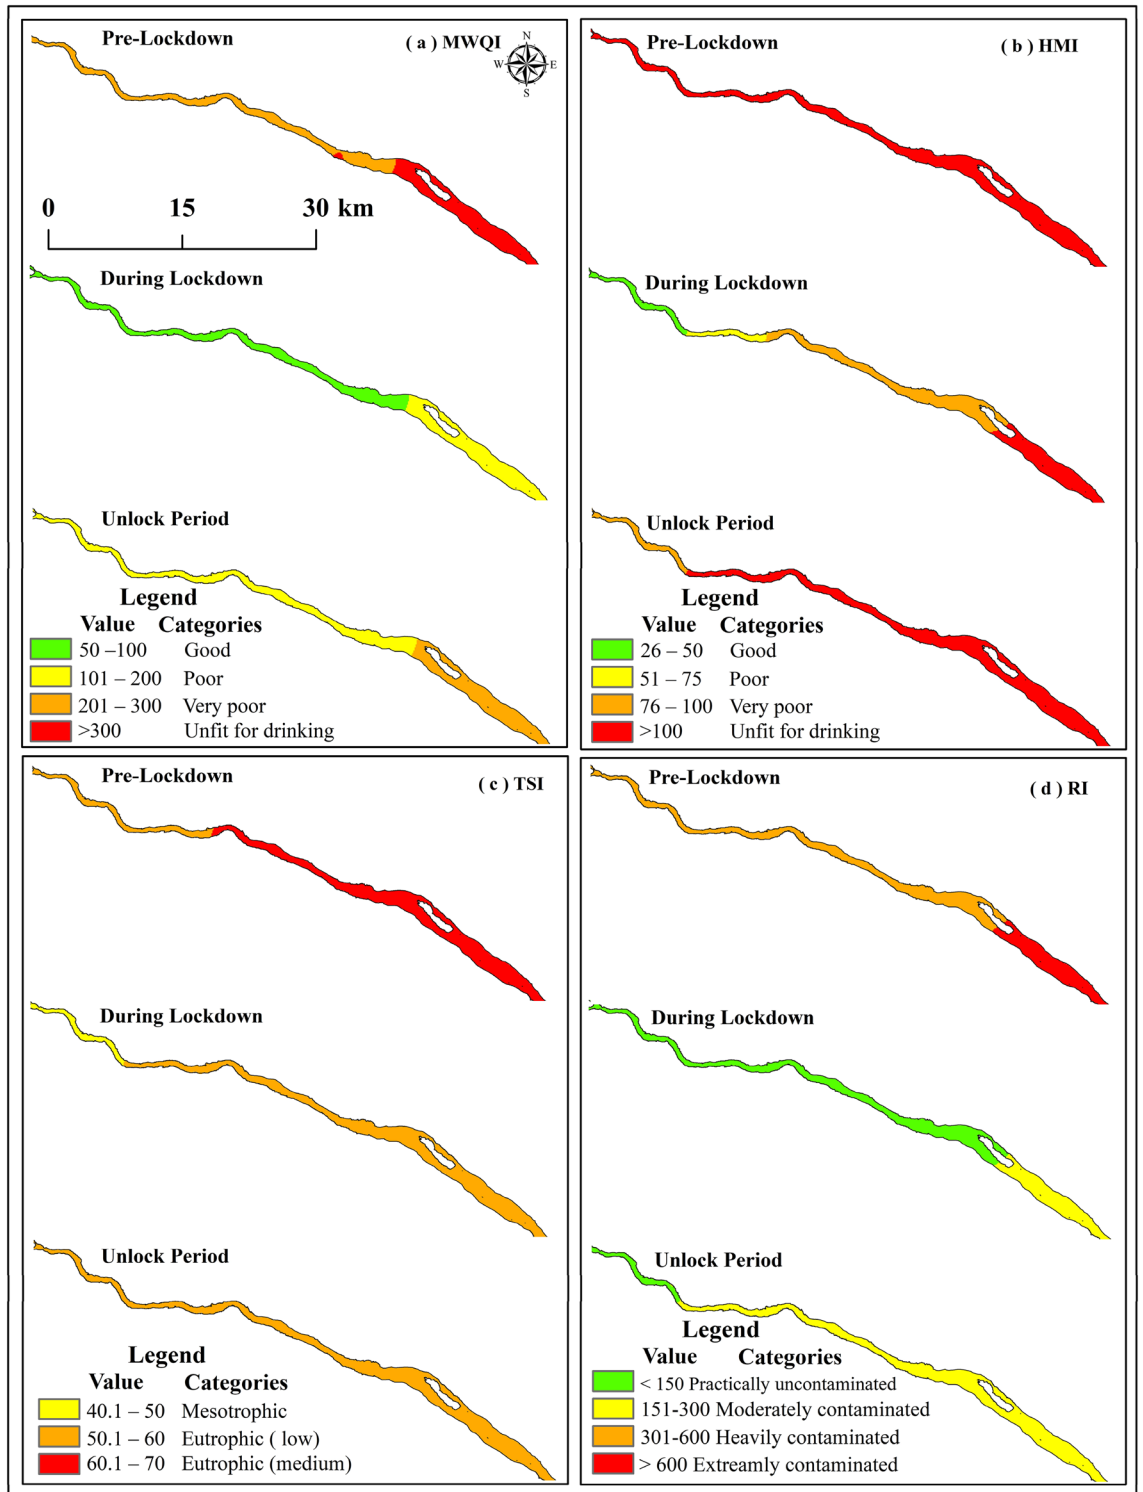 Pre-Lockdown
( a ) MWQI
N
W E
S
0 15 30 km
During Lockdown
Unlock Period
Legend
Value Categories
50 –100 Good
101 – 200 Poor
201 – 300 Very poor
>300 Unfit for drinking
Pre-Lockdown
( b ) HMI
During Lockdown
Unlock Period
Legend
Value Categories
26 – 50 Good
51 – 75 Poor
76 – 100 Very poor
>100 Unfit for drinking
Pre-Lockdown
( c ) TSI
During Lockdown
Unlock Period
Legend
Value Categories
40.1 – 50 Mesotrophic
50.1 – 60 Eutrophic ( low)
60.1 – 70 Eutrophic (medium)
Pre-Lockdown
( d ) RI
During Lockdown
Unlock Period
Legend
Value Categories
< 150 Practically uncontaminated
151-300 Moderately contaminated
301-600 Heavily contaminated
> 600 Extreamly contaminated